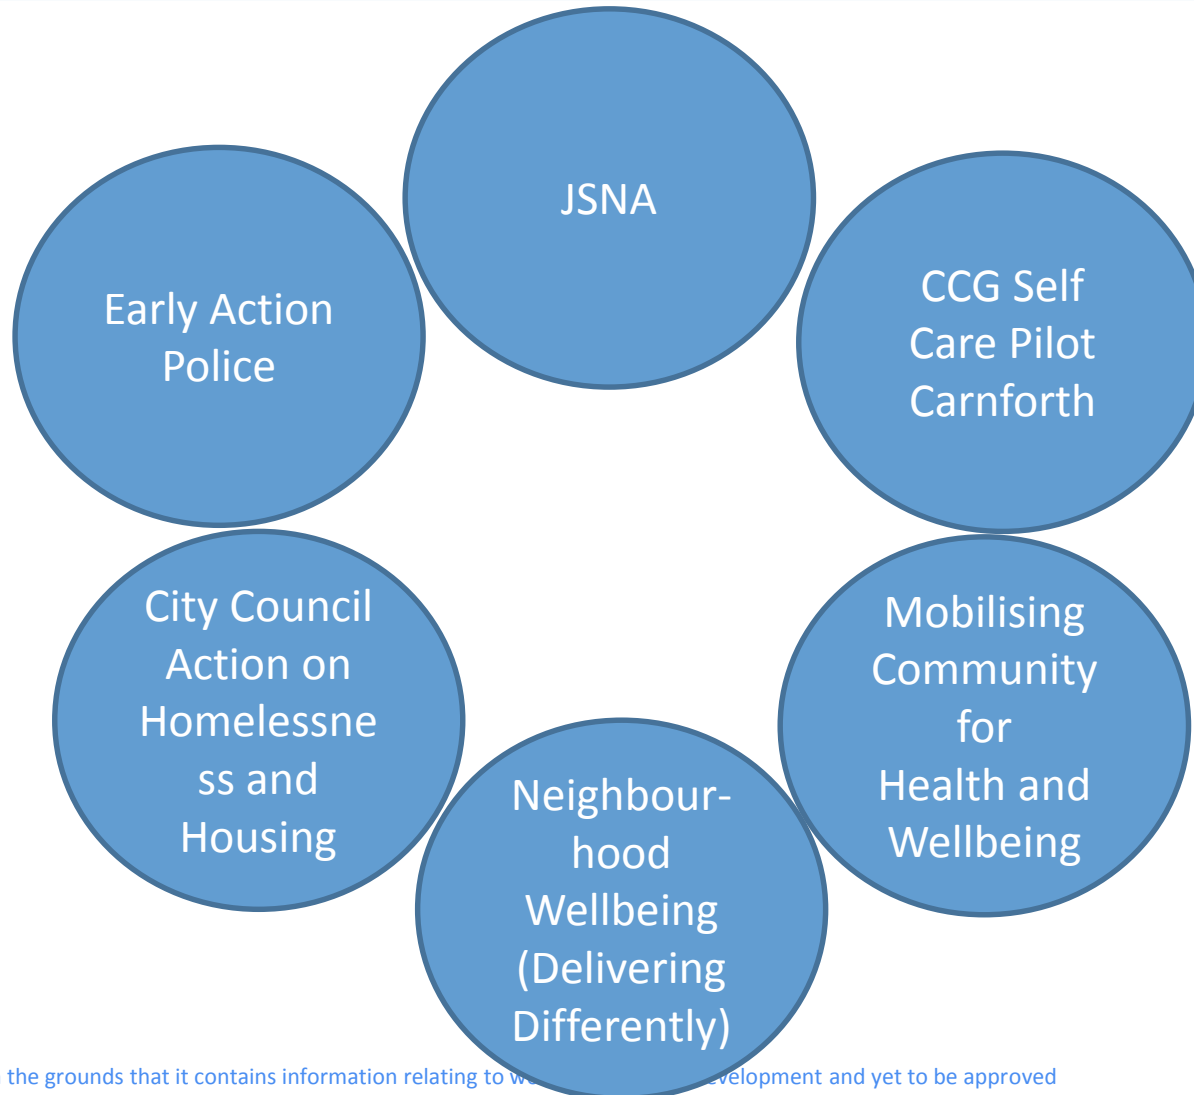 JSNA
Early Action
Police
CCG Self
Care Pilot
Carnforth
City Council
Action on
Homelessne
ss and
Housing
Mobilising
Community
for
Health and
Wellbeing
Neighbour-
hood
Wellbeing
(Delivering
Differently)
the grounds that it contains information relating to development and yet to be approved